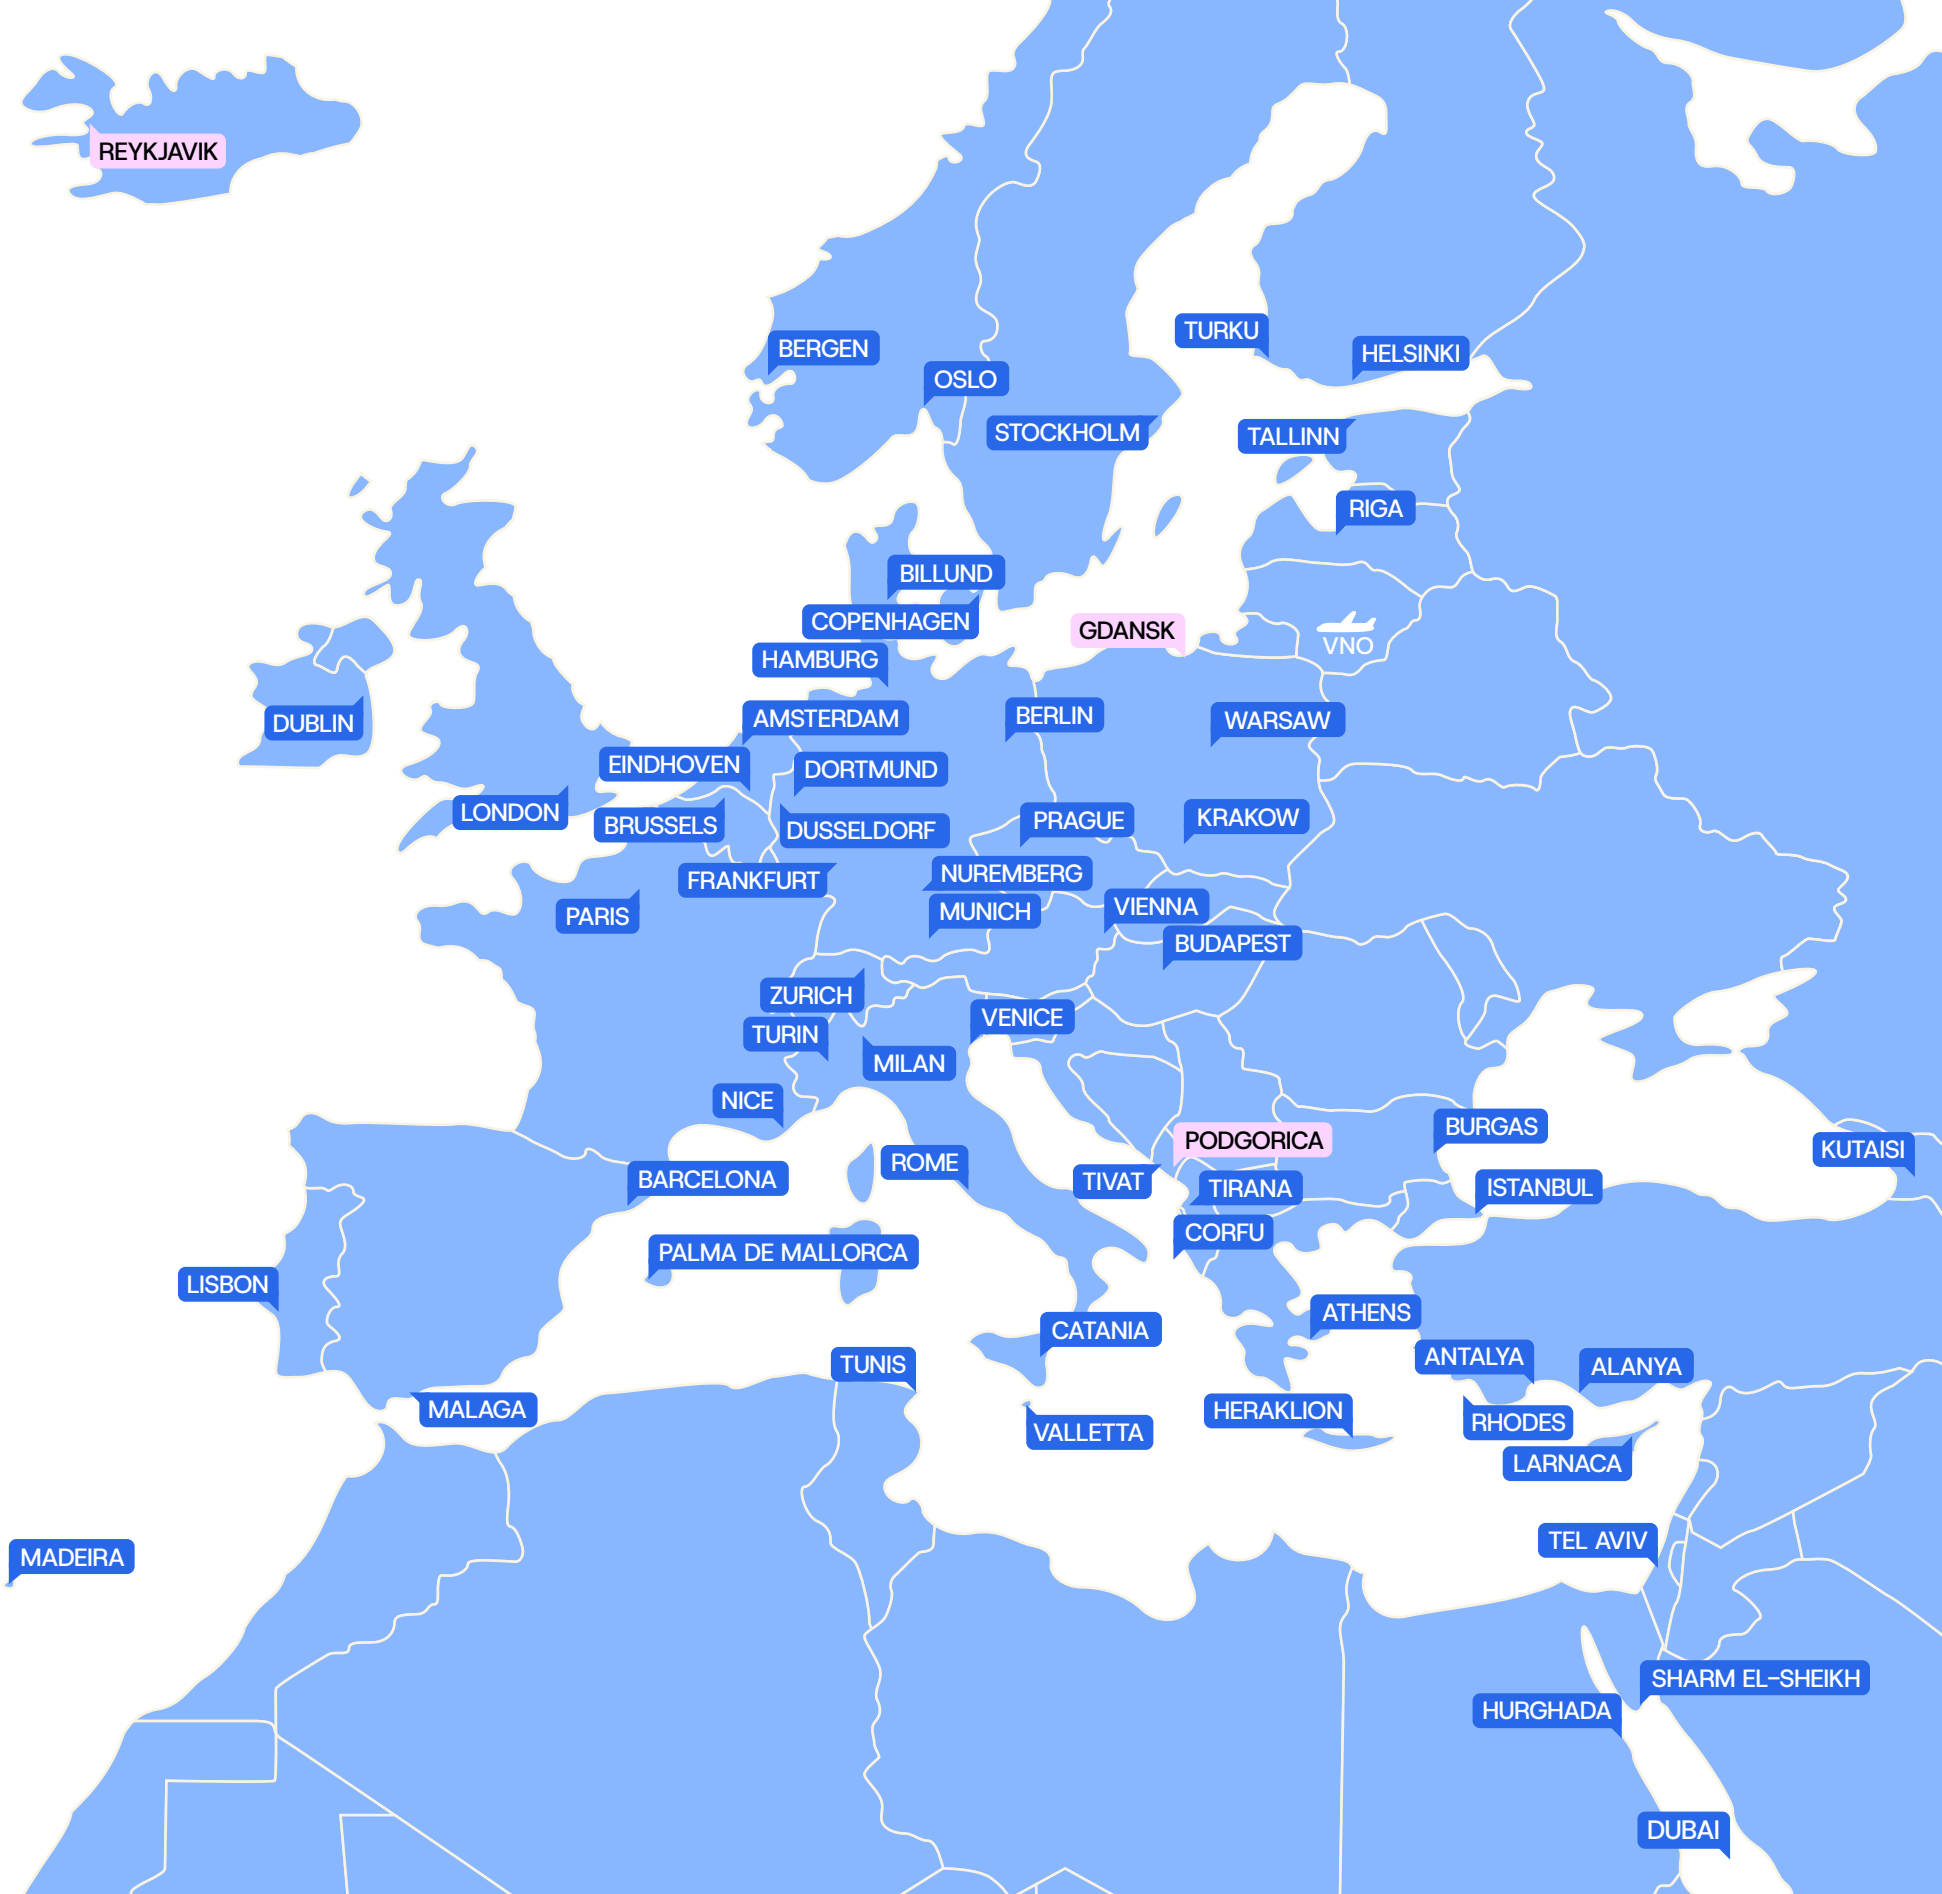 REYKJAVIK
TURKU
BERGEN
HELSINKI
OSLO
STOCKHOLM
TALLINN
RIGA
BILLUND
COPENHAGEN
GDANSK
VNO
HAMBURG
DUBLIN
AMSTERDAM
BERLIN
WARSAW
EINDHOVEN
DORTMUND
LONDON
BRUSSELS
DUSSELDORF
PRAGUE
KRAKOW
FRANKFURT
NUREMBERG
PARIS
MUNICH
VIENNA
BUDAPEST
ZURICH
VENICE
TURIN
MILAN
NICE
BURGAS
PODGORICA
KUTAISI
ROME
BARCELONA
TIVAT
TIRANA
ISTANBUL
CORFU
PALMA DE MALLORCA
LISBON
ATHENS
CATANIA
ANTALYA
TUNIS
ALANYA
MALAGA
HERAKLION
RHODES
VALLETTA
LARNACA
TEL AVIV
MADEIRA
SHARM EL-SHEIKH
HURGHADA
DUBAI